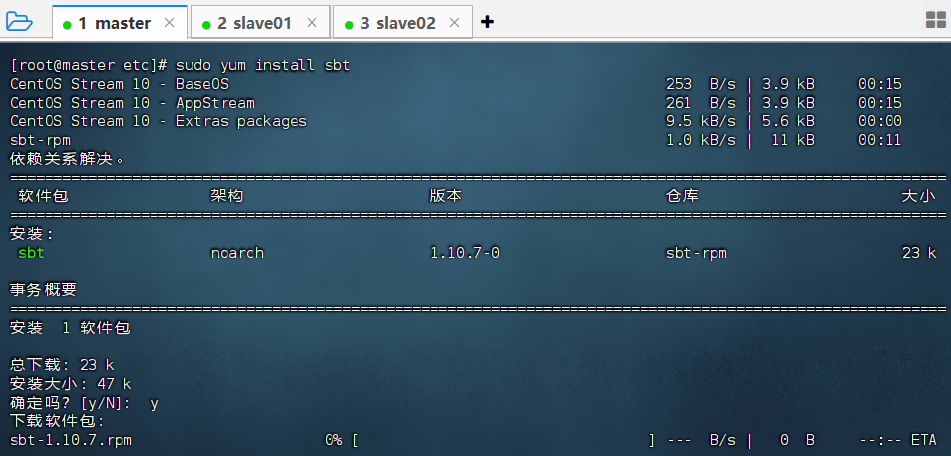 1 master × 2 slave01 × 3 slave02 × +
[root@master etc]# sudo yum install sbt
CentOS Stream 10 - BaseOS 253 B/s | 3.9 kB 00:15
CentOS Stream 10 - AppStream 261 B/s | 3.9 kB 00:15
CentOS Stream 10 - Extras packages 9.5 kB/s | 5.6 kB 00:00
sbt-rpm 1.0 kB/s | 11 kB 00:11
依赖关系解决。
================================================================================
软件包 架构 版本 仓库 大小
================================================================================
安装:
sbt noarch 1.10.7-0 sbt-rpm 23 k
事务概要
================================================================================
安装 1 软件包
总下载: 23 k
安装大小: 47 k
确定吗? [y/N]: y
下载软件包:
sbt-1.10.7.rpm 0% [ ] --- B/s | 0 B --:-- ETA